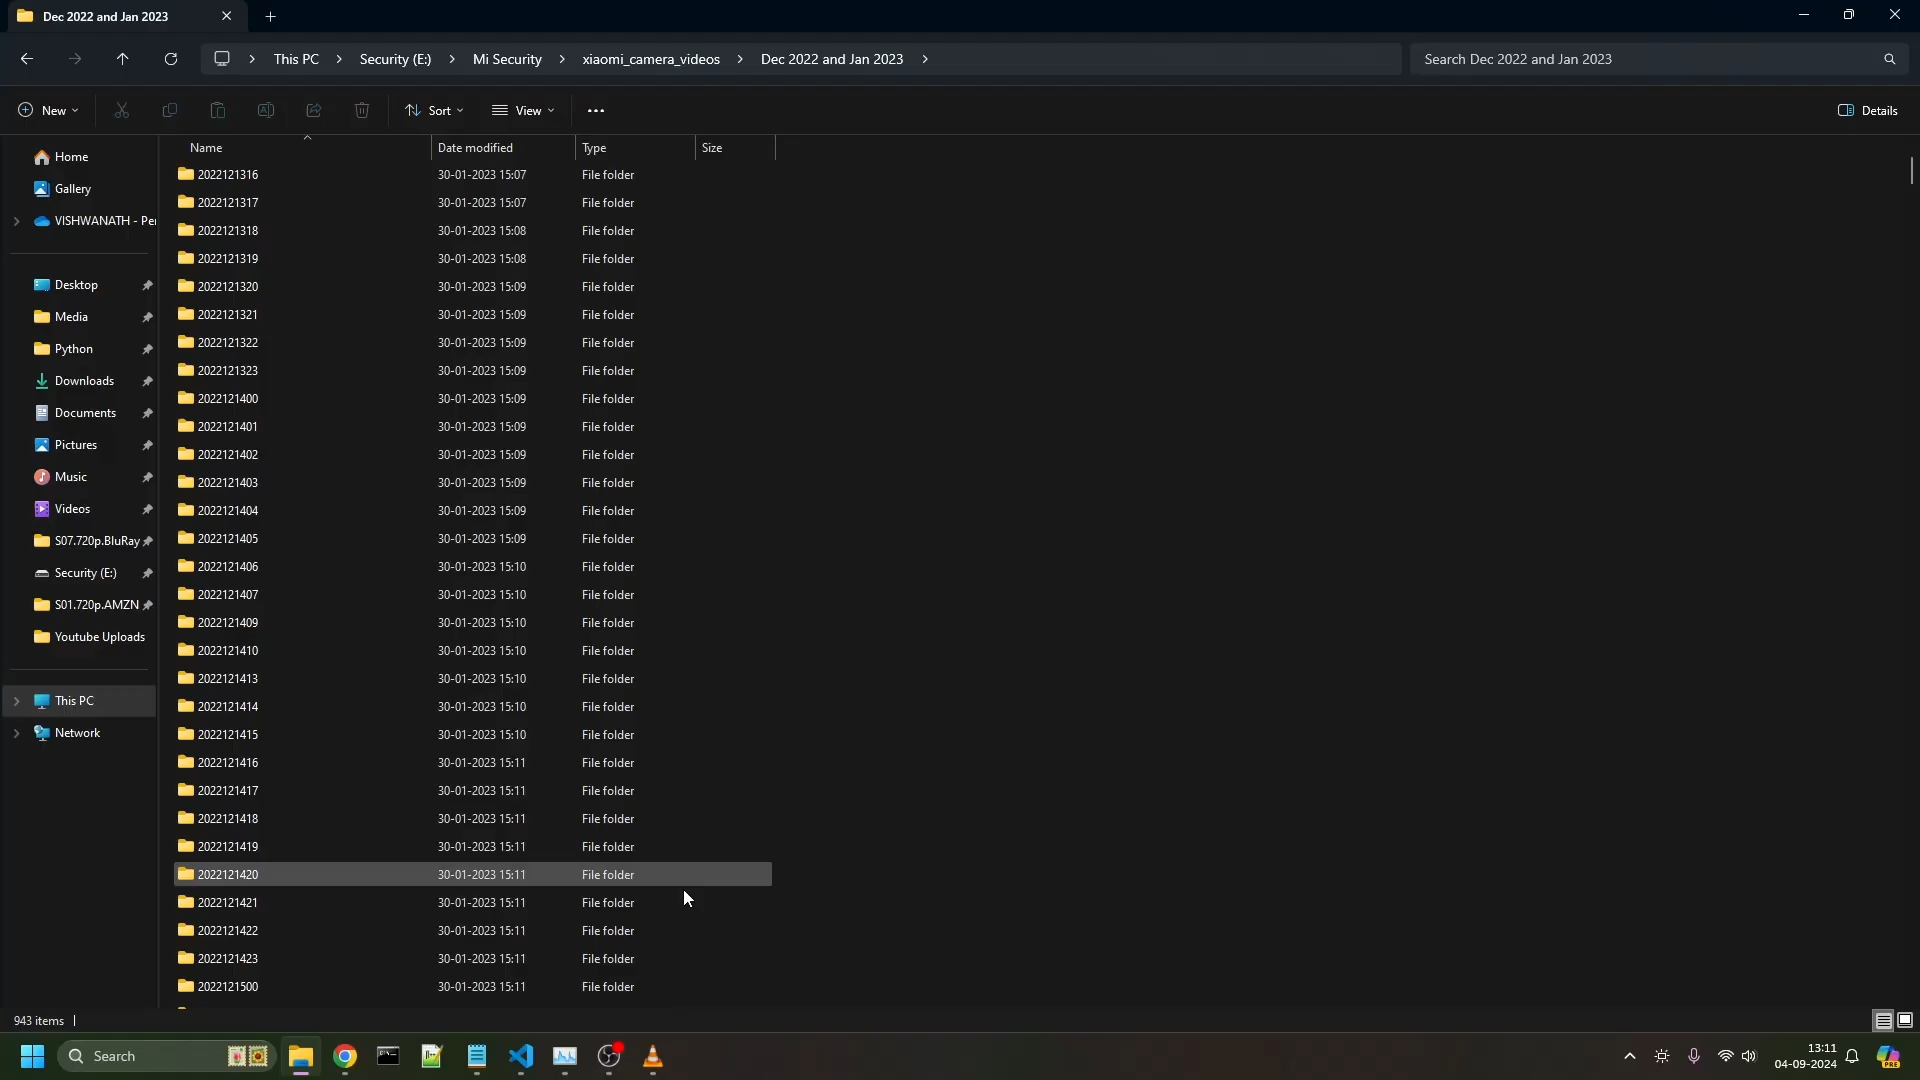 Dec 2022 and Jan 2023
This PC > Security (E:) > Mi Security > xiaomi_camera_videos > Dec 2022 and Jan 2023 >
Search Dec 2022 and Jan 2023
New
Sort
View
Details
Home
Gallery
VISHWANATH - Per
Desktop
Media
Python
Downloads
Documents
Pictures
Music
Videos
S07.720p.BluRay
Security (E:)
S01.720p.AMZN
Youtube Uploads
This PC
Network
Name Date modified Type Size
2022121316 30-01-2023 15:07 File folder
2022121317 30-01-2023 15:07 File folder
2022121318 30-01-2023 15:08 File folder
2022121319 30-01-2023 15:08 File folder
2022121320 30-01-2023 15:09 File folder
2022121321 30-01-2023 15:09 File folder
2022121322 30-01-2023 15:09 File folder
2022121323 30-01-2023 15:09 File folder
2022121400 30-01-2023 15:09 File folder
2022121401 30-01-2023 15:09 File folder
2022121402 30-01-2023 15:09 File folder
2022121403 30-01-2023 15:09 File folder
2022121404 30-01-2023 15:09 File folder
2022121405 30-01-2023 15:09 File folder
2022121406 30-01-2023 15:10 File folder
2022121407 30-01-2023 15:10 File folder
2022121409 30-01-2023 15:10 File folder
2022121410 30-01-2023 15:10 File folder
2022121413 30-01-2023 15:10 File folder
2022121414 30-01-2023 15:10 File folder
2022121415 30-01-2023 15:10 File folder
2022121416 30-01-2023 15:11 File folder
2022121417 30-01-2023 15:11 File folder
2022121418 30-01-2023 15:11 File folder
2022121419 30-01-2023 15:11 File folder
2022121420 30-01-2023 15:11 File folder
2022121421 30-01-2023 15:11 File folder
2022121422 30-01-2023 15:11 File folder
2022121423 30-01-2023 15:11 File folder
2022121500 30-01-2023 15:11 File folder
943 items
Search
13:11
04-09-2024
PRE